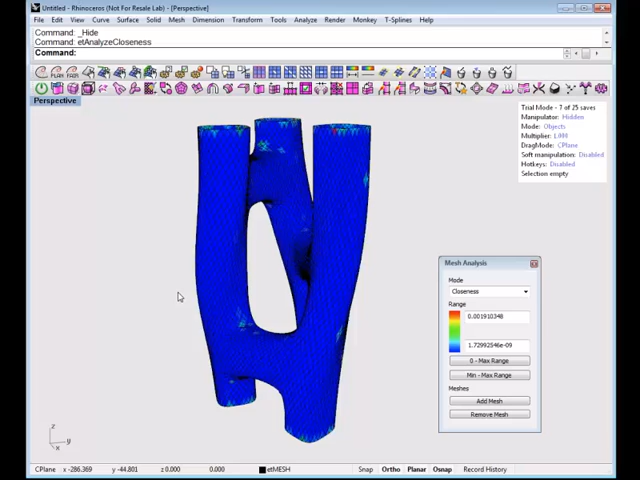 Untitled - Rhinoceros (Not For Resale Lab) - [Perspective]
File Edit View Curve Surface Solid Mesh Dimension Transform Tools Analyze Render Monkey T-Splines Help
Command: _Hide
Command: etAnalyzeCloseness
Command:
Perspective
Trial Mode - 7 of 25 saves
Manipulator: Hidden
Mode: Objects
Multiplier: 1.000
DragMode: CPlane
Soft manipulation: Disabled
Hotkeys: Disabled
Selection empty
Mesh Analysis
Mode
Closeness
Range
0.001910348
1.72992546e-09
0 - Max Range
Min - Max Range
Meshes
Add Mesh
Remove Mesh
z
y
x
CPlane x -286.369 y -44.801 z 0.000 0.000 etMESH Snap Ortho Planar Osnap Record History